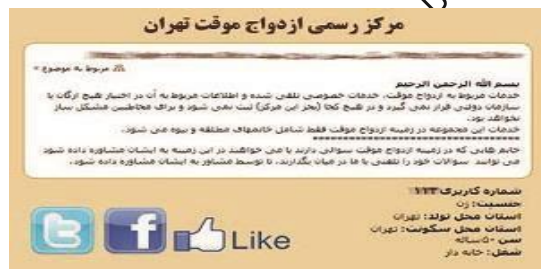 مرکز رسمی ازدواج موقت تهران
مربوط به موضوع »
بسم الله الرحمن الرحیم
خدمات مربوط به ازدواج موقت، خدمات خصوصی تلقی شده و اطلاعات مربوط به آن در اختیار هیچ ارگان یا
سازمان دولتی قرار نمی گیرد و در هیچ کجا (بجز این مرکز) ثبت نمی شود و برای مخاطبین مشکل ساز
نخواهد بود.
خدمات این مجموعه در زمینه ازدواج موقت فقط شامل خانمهای مطلقه و بیوه می شود.
خانم هایی که در زمینه ازدواج موقت سوالی دارند یا می خواهند در این زمینه به ایشان مشاوره داده شود
می توانند سوالات خود را تلفنی با ما در میان بگذارند، تا توسط مشاور به ایشان مشاوره داده شود.
شماره کاربری:
جنسیت: زن
استان محل تولد: تهران
استان محل سکونت: تهران
سن ۵۰ساله
شغل: خانه دار
Like